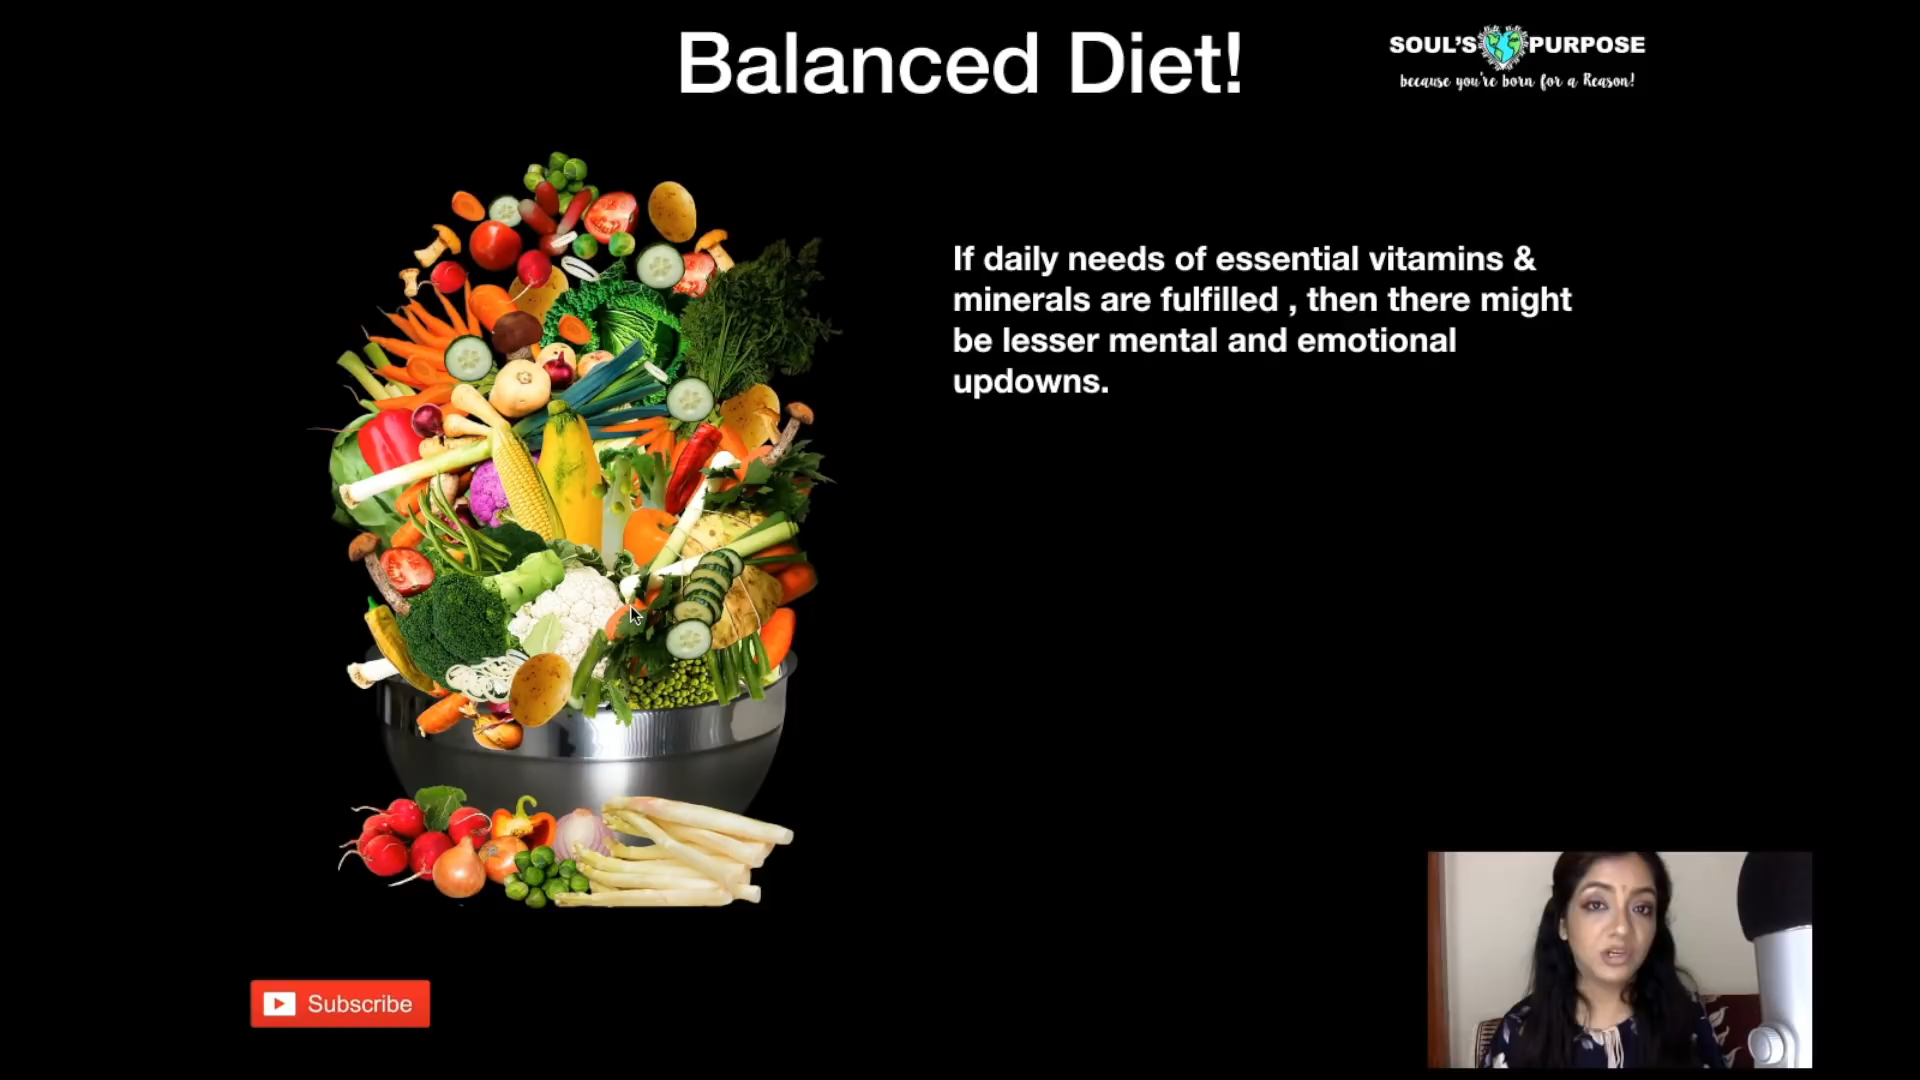 Balanced Diet!
SOUL'S PURPOSE
because you're born for a Reason!
If daily needs of essential vitamins &
minerals are fulfilled , then there might
be lesser mental and emotional
updowns.
Subscribe